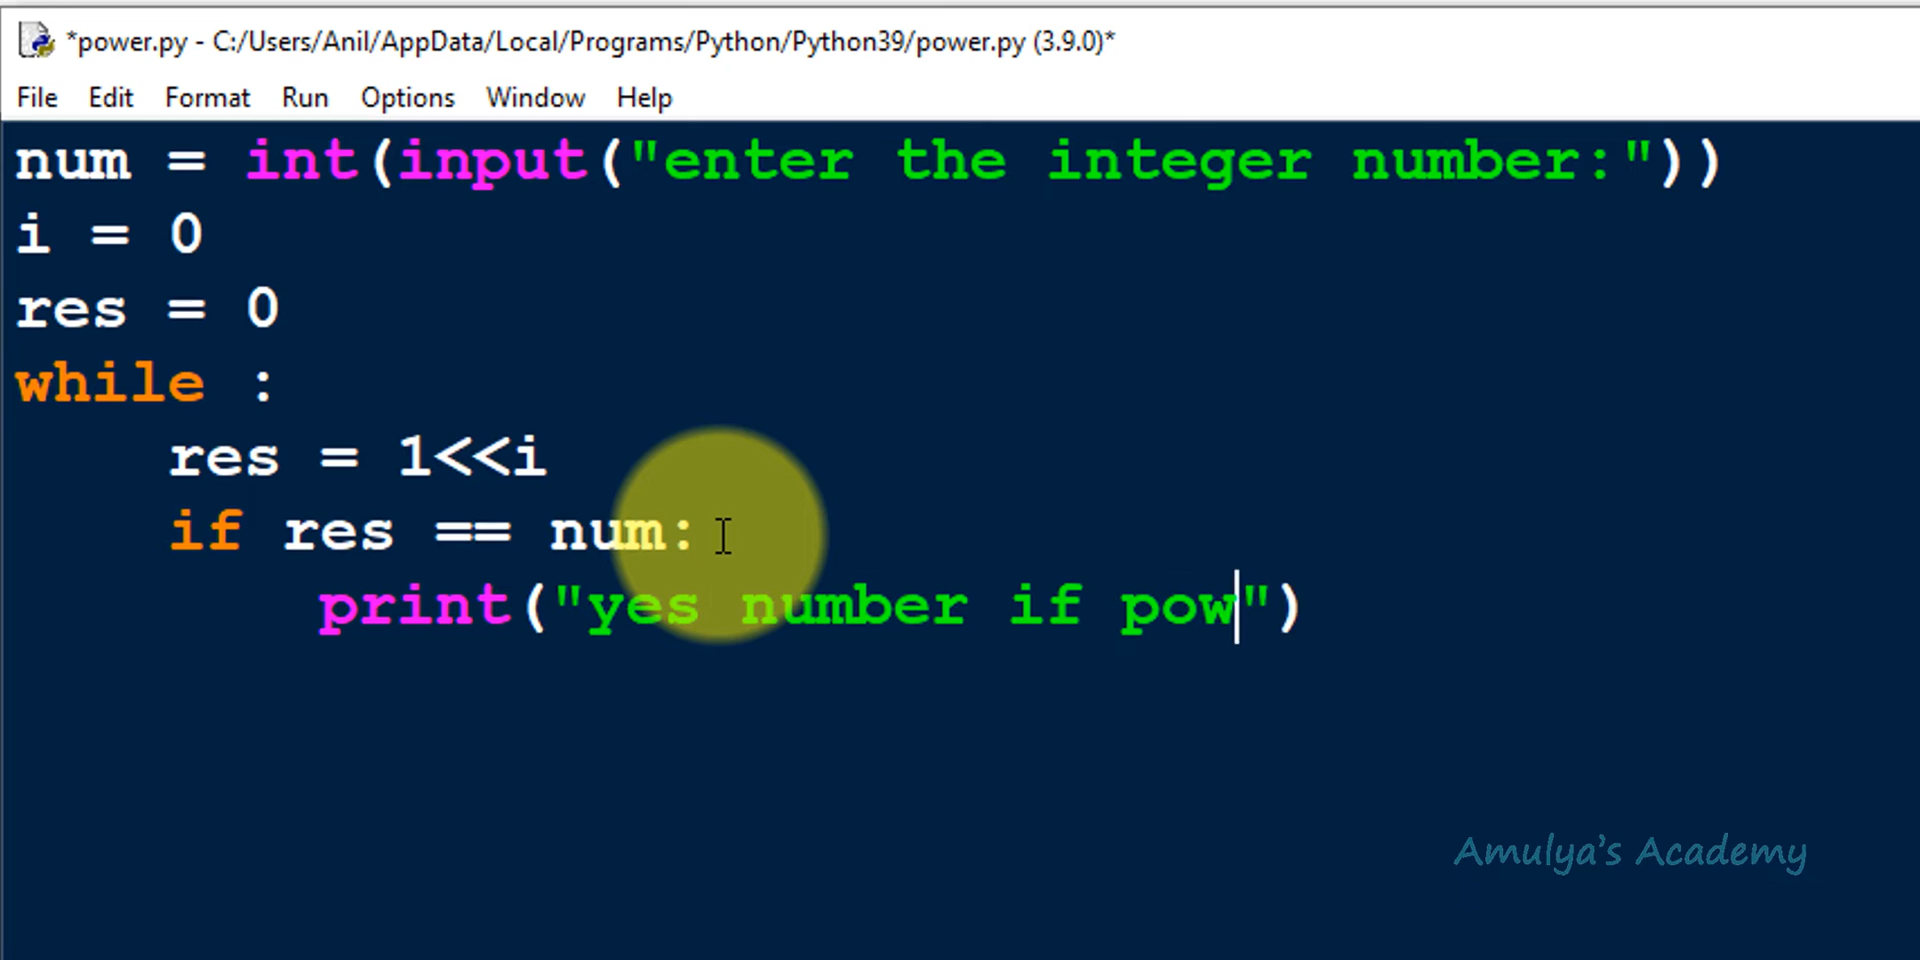 *power.py - C:/Users/Anil/AppData/Local/Programs/Python/Python39/power.py (3.9.0)*
File Edit Format Run Options Window Help
num = int(input("enter the integer number:"))
i = 0
res = 0
while :
    res = 1<<i
    if res == num:
        print("yes number if pow")
Amulya's Academy